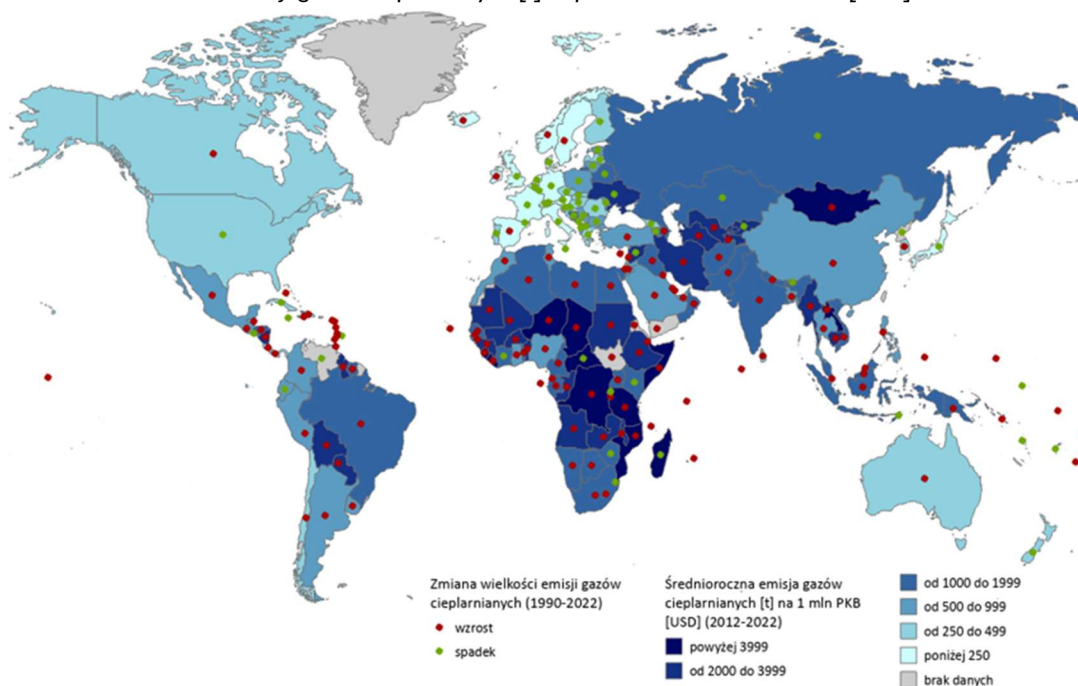 Zmiana wielkości emisji gazów
cieplarnianych (1990-2022)
wzrost
spadek
Średnioroczna emisja gazów
cieplarnianych [t] na 1 mln PKB
[USD] (2012-2022)
powyżej 3999
od 2000 do 3999
od 1000 do 1999
od 500 do 999
od 250 do 499
poniżej 250
brak danych